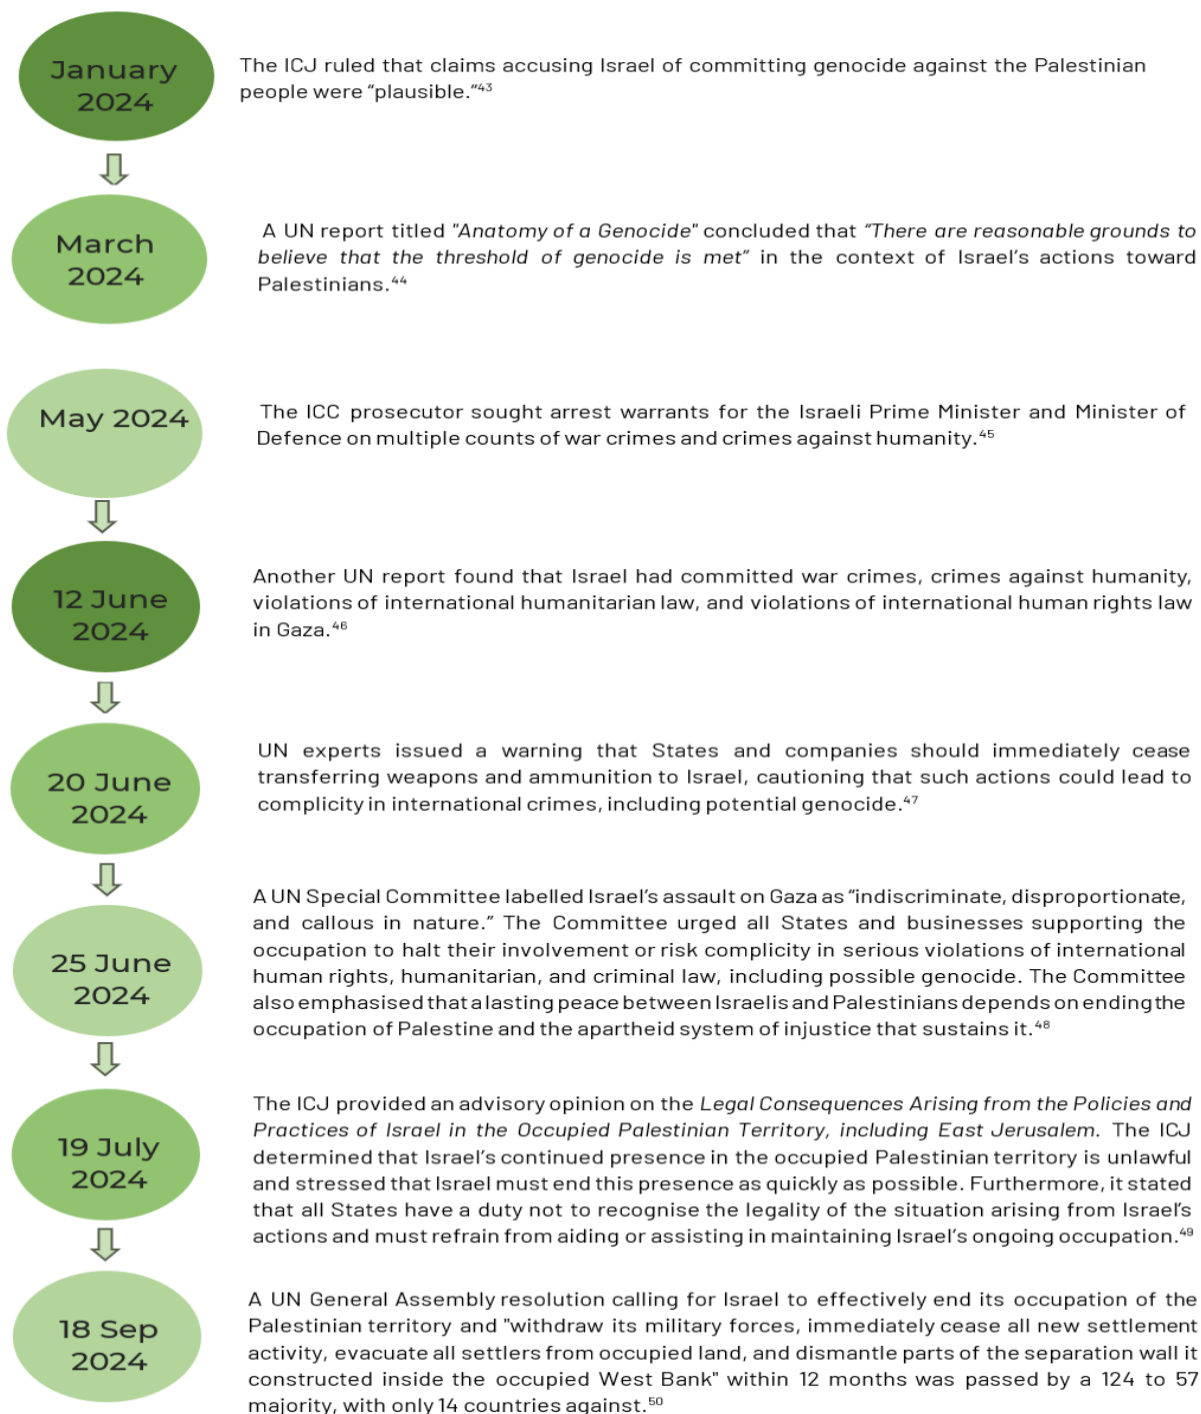 January
2024
The ICJ ruled that claims accusing Israel of committing genocide against the Palestinian
people were “plausible.”⁴³
March
2024
A UN report titled "Anatomy of a Genocide" concluded that “There are reasonable grounds to
believe that the threshold of genocide is met” in the context of Israel’s actions toward
Palestinians.⁴⁴
May 2024
The ICC prosecutor sought arrest warrants for the Israeli Prime Minister and Minister of
Defence on multiple counts of war crimes and crimes against humanity.⁴⁵
12 June
2024
Another UN report found that Israel had committed war crimes, crimes against humanity,
violations of international humanitarian law, and violations of international human rights law
in Gaza.⁴⁶
20 June
2024
UN experts issued a warning that States and companies should immediately cease
transferring weapons and ammunition to Israel, cautioning that such actions could lead to
complicity in international crimes, including potential genocide.⁴⁷
25 June
2024
A UN Special Committee labelled Israel’s assault on Gaza as “indiscriminate, disproportionate,
and callous in nature.” The Committee urged all States and businesses supporting the
occupation to halt their involvement or risk complicity in serious violations of international
human rights, humanitarian, and criminal law, including possible genocide. The Committee
also emphasised that a lasting peace between Israelis and Palestinians depends on ending the
occupation of Palestine and the apartheid system of injustice that sustains it.⁴⁸
19 July
2024
The ICJ provided an advisory opinion on the Legal Consequences Arising from the Policies and
Practices of Israel in the Occupied Palestinian Territory, including East Jerusalem. The ICJ
determined that Israel’s continued presence in the occupied Palestinian territory is unlawful
and stressed that Israel must end this presence as quickly as possible. Furthermore, it stated
that all States have a duty not to recognise the legality of the situation arising from Israel’s
actions and must refrain from aiding or assisting in maintaining Israel’s ongoing occupation.⁴⁹
18 Sep
2024
A UN General Assembly resolution calling for Israel to effectively end its occupation of the
Palestinian territory and "withdraw its military forces, immediately cease all new settlement
activity, evacuate all settlers from occupied land, and dismantle parts of the separation wall it
constructed inside the occupied West Bank" within 12 months was passed by a 124 to 57
majority, with only 14 countries against.⁵⁰